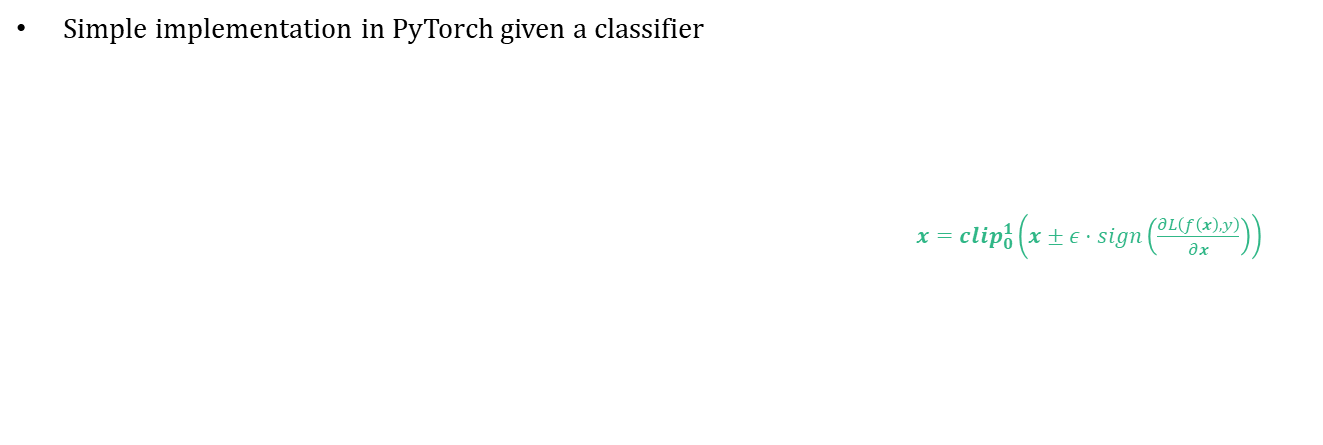 • Simple implementation in PyTorch given a classifier
𝒙 = 𝒄𝒍𝒊𝒑₀¹(𝒙 ± ϵ · sign(∂L(f(𝒙),y)/∂𝒙))